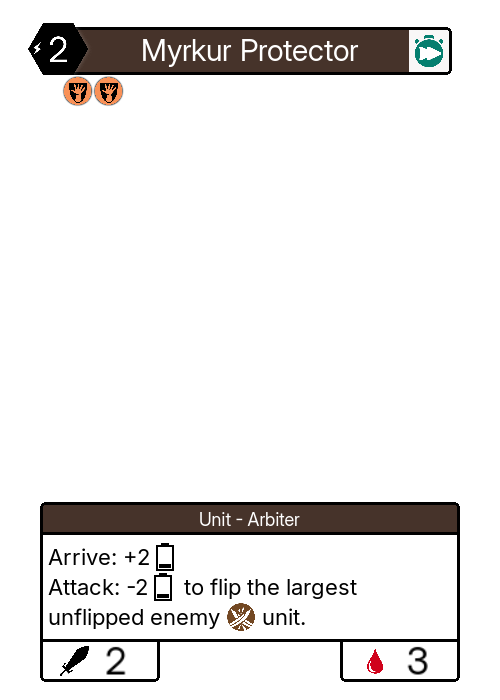 2
Myrkur Protector
Unit - Arbiter
Arrive: +2
Attack: -2 to flip the largest
unflipped enemy unit.
2
3